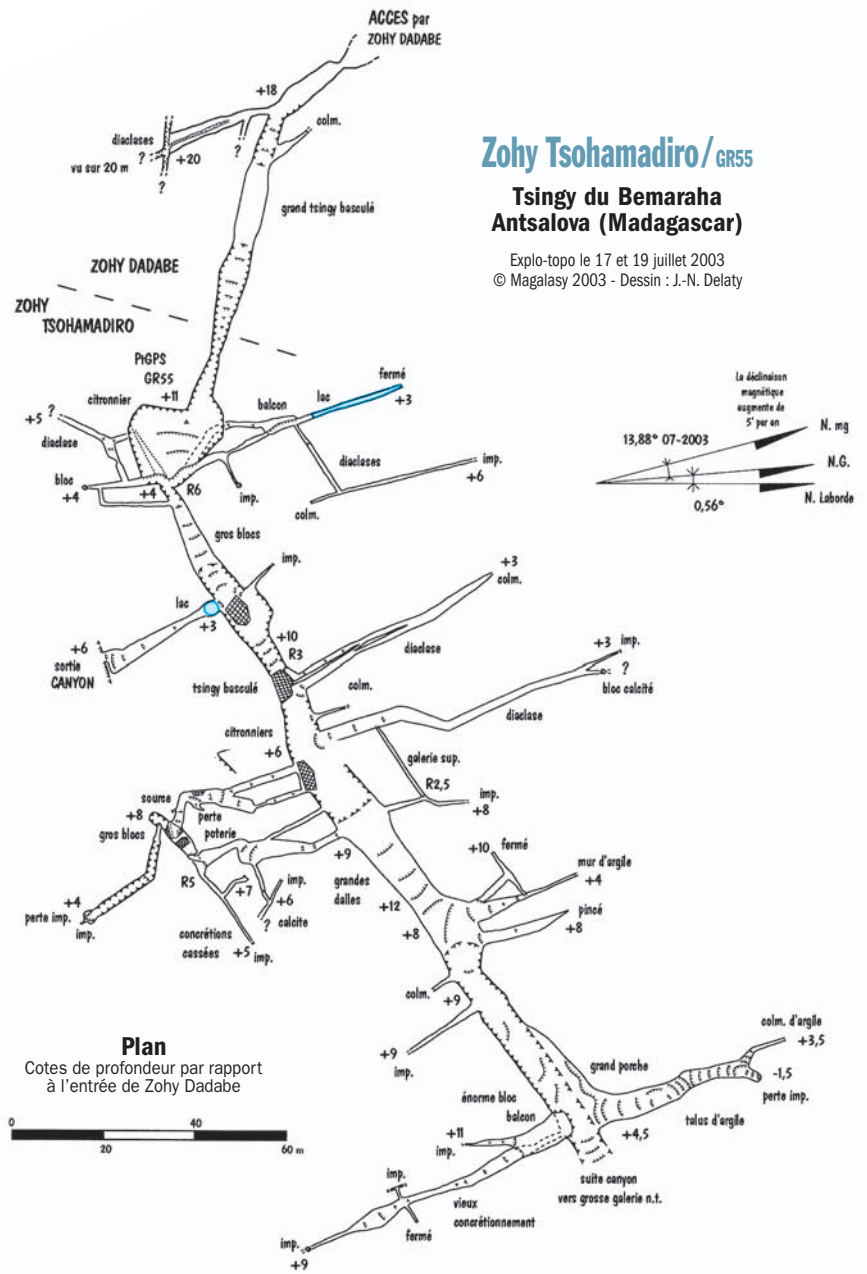 ACCES par
ZOHY DADABE
+18
colm.
diaclases
?
?
+20
vu sur 20 m
?
grand tsingy basculé
Zohy Tsohamadiro/GR55
Tsingy du Bemaraha
Antsalova (Madagascar)
Explo-topo le 17 et 19 juillet 2003
© Magalasy 2003 - Dessin : J.-N. Delaty
ZOHY DADABE
ZOHY
TSOHAMADIRO
PtGPS
GR55
+11
citronnier
?
+5
diaclase
bloc
+4
+4
R6
balcon
lac
fermé
+3
imp.
diaclases
colm.
imp.
+6
La déclinaison
magnétique
augmente de
5' par an
13,88° 07-2003
N. mg
N.G.
N. Laborde
0,56°
gros blocs
imp.
lac
+3
+6
sortie
CANYON
+10
R3
+3
colm.
diaclase
tsingy basculé
colm.
+3 imp.
?
bloc calcité
diaclase
citronniers
+6
galerie sup.
R2,5
imp.
+8
source
+8
gros blocs
perte
poterie
R5
+7
imp.
+6
?
calcite
+4
perte imp.
imp.
concrétions
cassées
+5 imp.
+9
grandes
dalles
+12
+8
+10
fermé
mur d'argile
+4
pincé
+8
colm.
+9
+9
imp.
Plan
Cotes de profondeur par rapport
à l'entrée de Zohy Dadabe
0
40
20
60 m
grand porche
colm. d'argile
+3,5
-1,5
perte imp.
talus d'argile
+4,5
énorme bloc
balcon
+11
imp.
suite canyon
vers grosse galerie n.t.
imp.
vieux
concrétionnement
fermé
imp.
+9